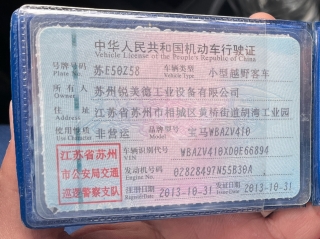 中华人民共和国机动车行驶证
Vehicle License of the People's Republic of China
号牌号码 苏E50Z58 车辆类型 小型越野客车
Plate No. Vehicle Type
所有人 苏州锐美德工业设备有限公司
住址 江苏省苏州市相城区黄桥街道胡湾工业园
使用性质 非营运 品牌型号 宝马WBAZV410
江苏省苏州
市公安局交通
巡逻警察支队
车辆识别代号 WBAZV410X0E66894
发动机号码 02828497N55B30A
Engine No.
注册日期 2013-10-31 发证日期 2013-10-31
Register Date Issue Date